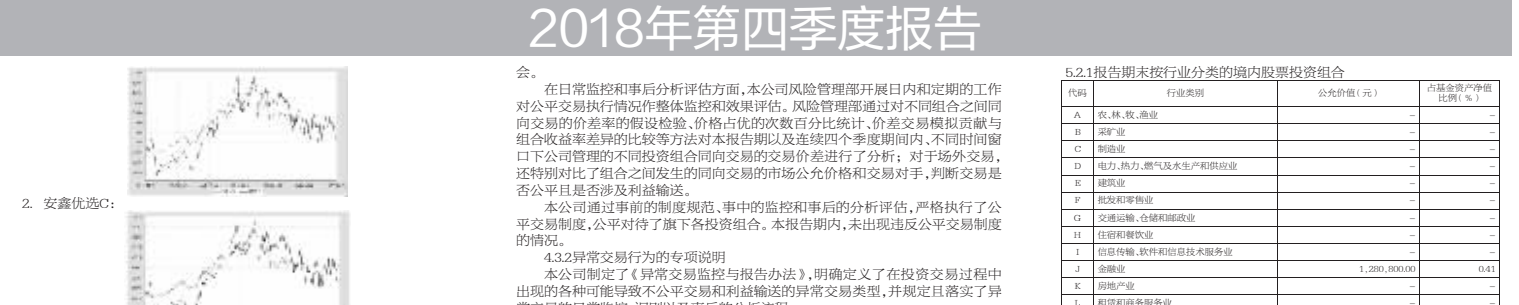 2018年第四季度报告
2. 安鑫优选C：
会。
在日常监控和事后分析评估方面，本公司风险管理部开展日内和定期的工作
对公平交易执行情况作整体监控和效果评估。风险管理部通过对不同组合之间同
向交易的价差率的假设检验、价格占优的次数百分比统计、价差交易模拟贡献与
组合收益率差异的比较等方法对本报告期以及连续四个季度期间内、不同时间窗
口下公司管理的不同投资组合同向交易的交易价差进行了分析；对于场外交易，
还特别对比了组合之间发生的同向交易的市场公允价格和交易对手，判断交易是
否公平且是否涉及利益输送。
本公司通过事前的制度规范、事中的监控和事后的分析评估，严格执行了公
平交易制度，公平对待了旗下各投资组合。本报告期内，未出现违反公平交易制度
的情况。
4.3.2异常交易行为的专项说明
本公司制定了《异常交易监控与报告办法》，明确定义了在投资交易过程中
出现的各种可能导致不公平交易和利益输送的异常交易类型，并规定且落实了异
5.2.1报告期末按行业分类的境内股票投资组合
代码 行业类别 公允价值（元） 占基金资产净值比例（％）
A 农、林、牧、渔业 – –
B 采矿业 – –
C 制造业 – –
D 电力、热力、燃气及水生产和供应业 – –
E 建筑业 – –
F 批发和零售业 – –
G 交通运输、仓储和邮政业 – –
H 住宿和餐饮业 – –
I 信息传输、软件和信息技术服务业 – –
J 金融业 1,280,800.00 0.41
K 房地产业 – –
L 租赁和商务服务业 – –